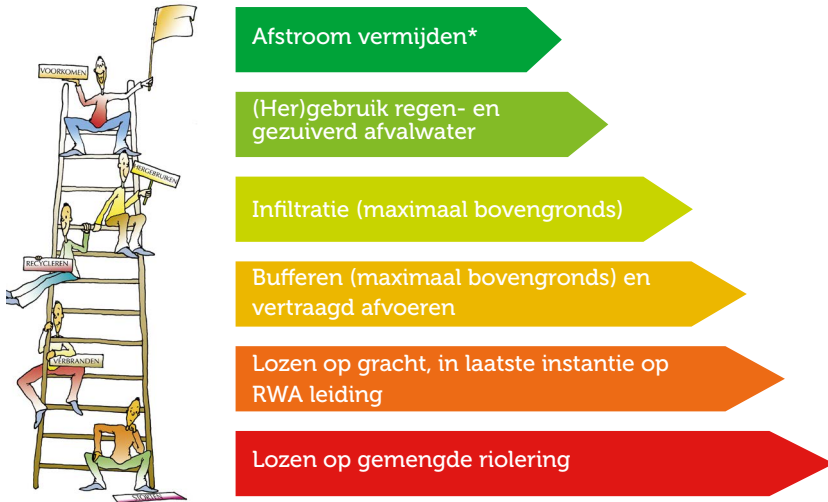 VOORKOMEN
Afstroom vermijden*
(Her)gebruik regen- en
gezuiverd afvalwater
HERGEBRUIKEN
Infiltratie (maximaal bovengronds)
RECYCLEREN
Bufferen (maximaal bovengronds) en
vertraagd afvoeren
VERBRANDEN
Lozen op gracht, in laatste instantie op
RWA leiding
Lozen op gemengde riolering
STORTEN